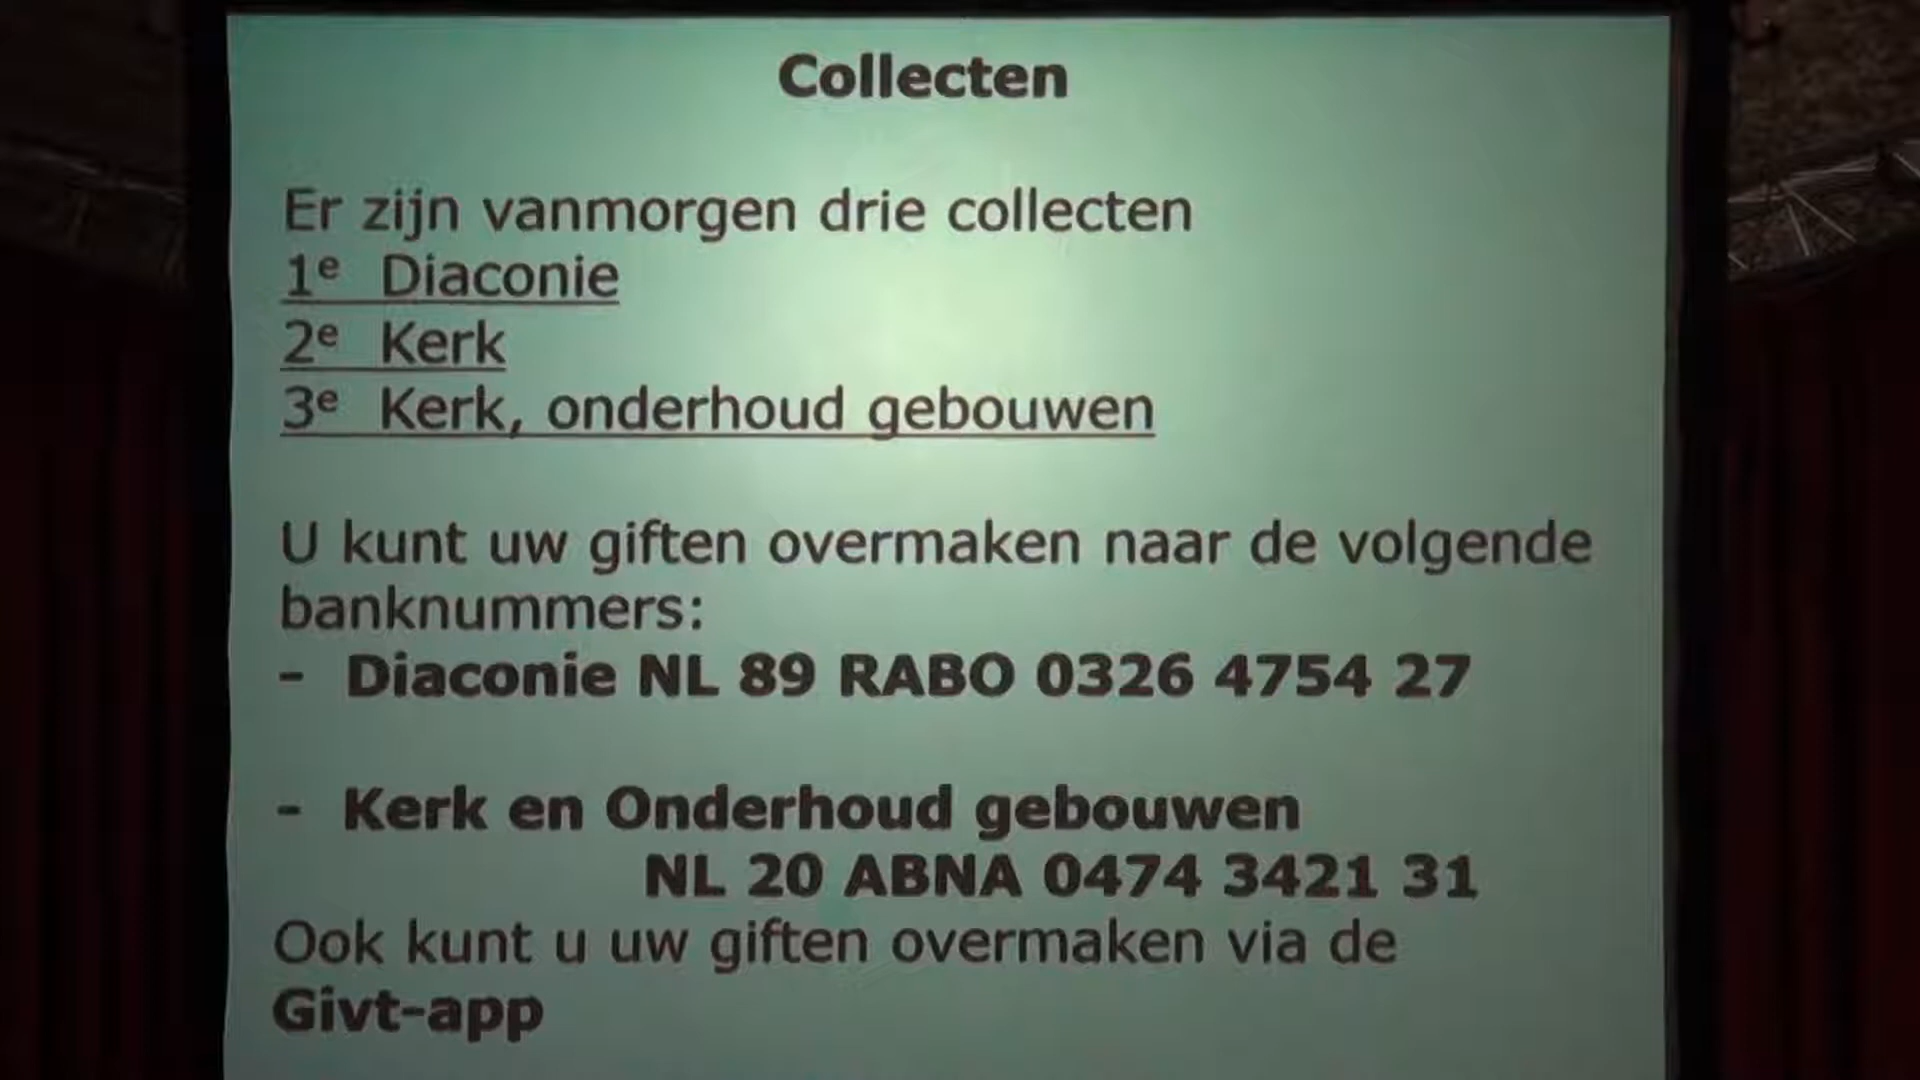 Collecten
Er zijn vanmorgen drie collecten
1e Diaconie
2e Kerk
3e Kerk, onderhoud gebouwen
U kunt uw giften overmaken naar de volgende
banknummers:
- Diaconie NL 89 RABO 0326 4754 27
- Kerk en Onderhoud gebouwen
NL 20 ABNA 0474 3421 31
Ook kunt u uw giften overmaken via de
Givt-app